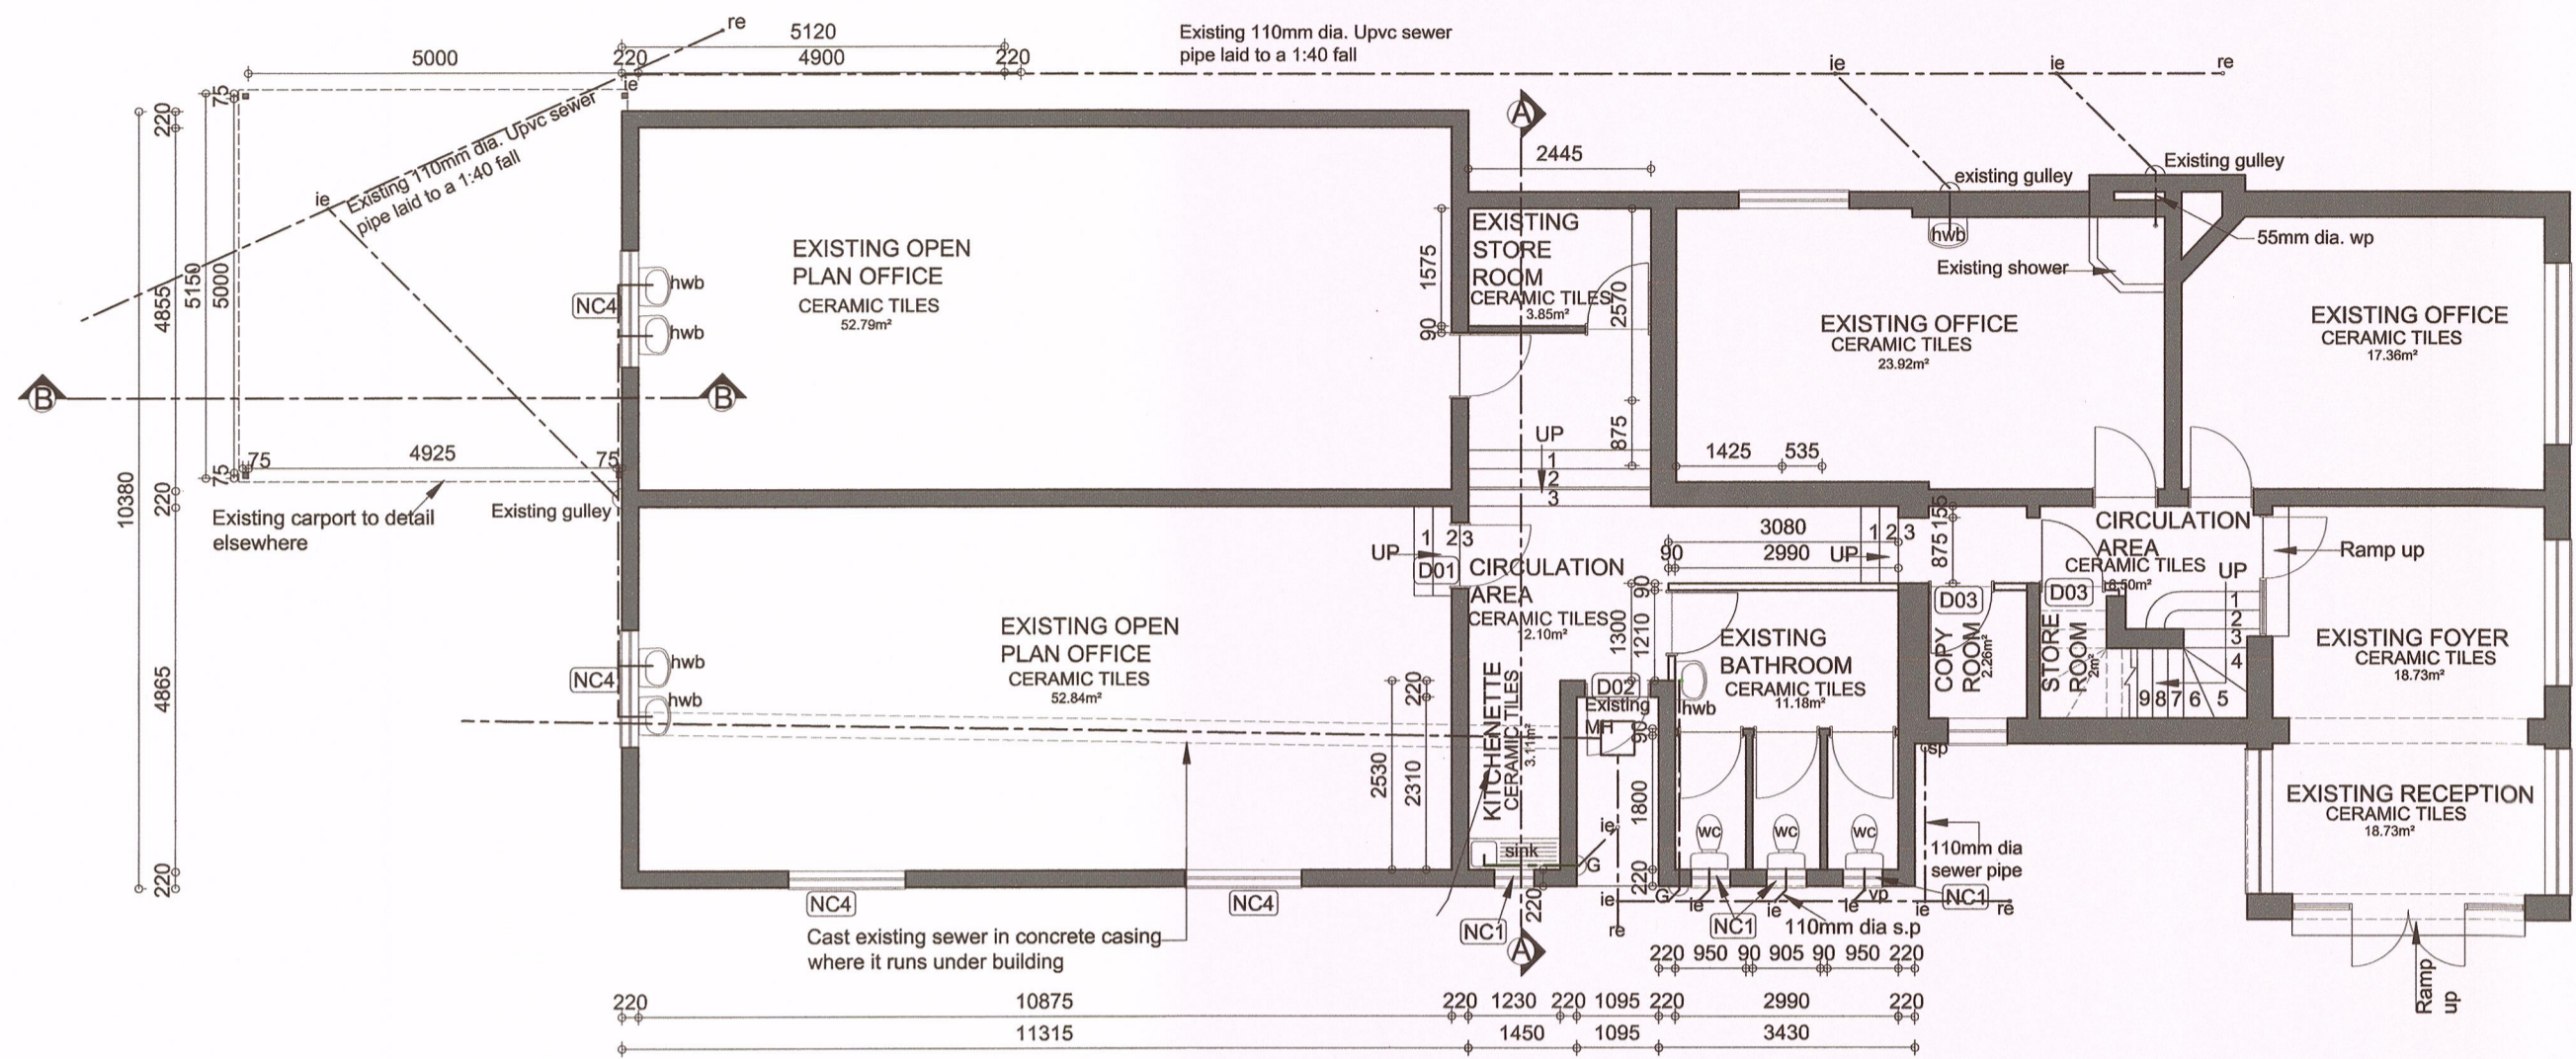 re
5120
Existing 110mm dia. Upvc sewer
pipe laid to a 1:40 fall
5000
220
4900
220
ie
ie
re
ie
75
220
Existing 110mm dia. Upvc sewer
pipe laid to a 1:40 fall
ie
A
2445
existing gulley
Existing gulley
55mm dia. wp
hwb
Existing shower
EXISTING OPEN
PLAN OFFICE
CERAMIC TILES
52.79m²
EXISTING
STORE
ROOM
CERAMIC TILES
3.85m²
1575
90
2570
875
EXISTING OFFICE
CERAMIC TILES
23.92m²
EXISTING OFFICE
CERAMIC TILES
17.36m²
NC4
hwb
hwb
4855
5150
5000
B
B
10380
75
4925
75
75
220
UP
1
2
3
1425
535
Existing carport to detail
elsewhere
Existing gulley
UP
1
2
3
D01
CIRCULATION
AREA
CERAMIC TILES
12.10m²
3080
90
2990
UP
1
2
3
155
875
CIRCULATION
AREA
CERAMIC TILES
8.50m²
Ramp up
UP
1
2
3
4
5
6
7
8
9
D03
D03
EXISTING OPEN
PLAN OFFICE
CERAMIC TILES
52.84m²
90
1300
1210
EXISTING
BATHROOM
CERAMIC TILES
11.18m²
COPY
ROOM
2.26m²
STORE
ROOM
2m²
EXISTING FOYER
CERAMIC TILES
18.73m²
NC4
hwb
hwb
4865
220
KITCHENETTE
CERAMIC TILES
3.11m²
D02
Existing
MH
90
hwb
sp
2530
2310
220
1800
EXISTING RECEPTION
CERAMIC TILES
18.73m²
sink
ie
G
wc
wc
wc
110mm dia
sewer pipe
220
220
NC4
NC4
NC1
ie
re
G
ie
NC1
ie
ie
vp
NC1
ie
re
110mm dia s.p
Cast existing sewer in concrete casing
where it runs under building
A
220
950
90
905
90
950
220
Ramp
up
220
10875
220
1230
220
1095
220
2990
220
11315
1450
1095
3430